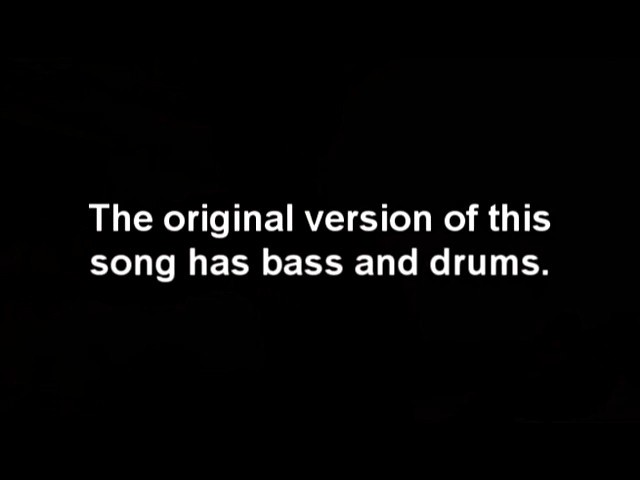 The original version of this
song has bass and drums.